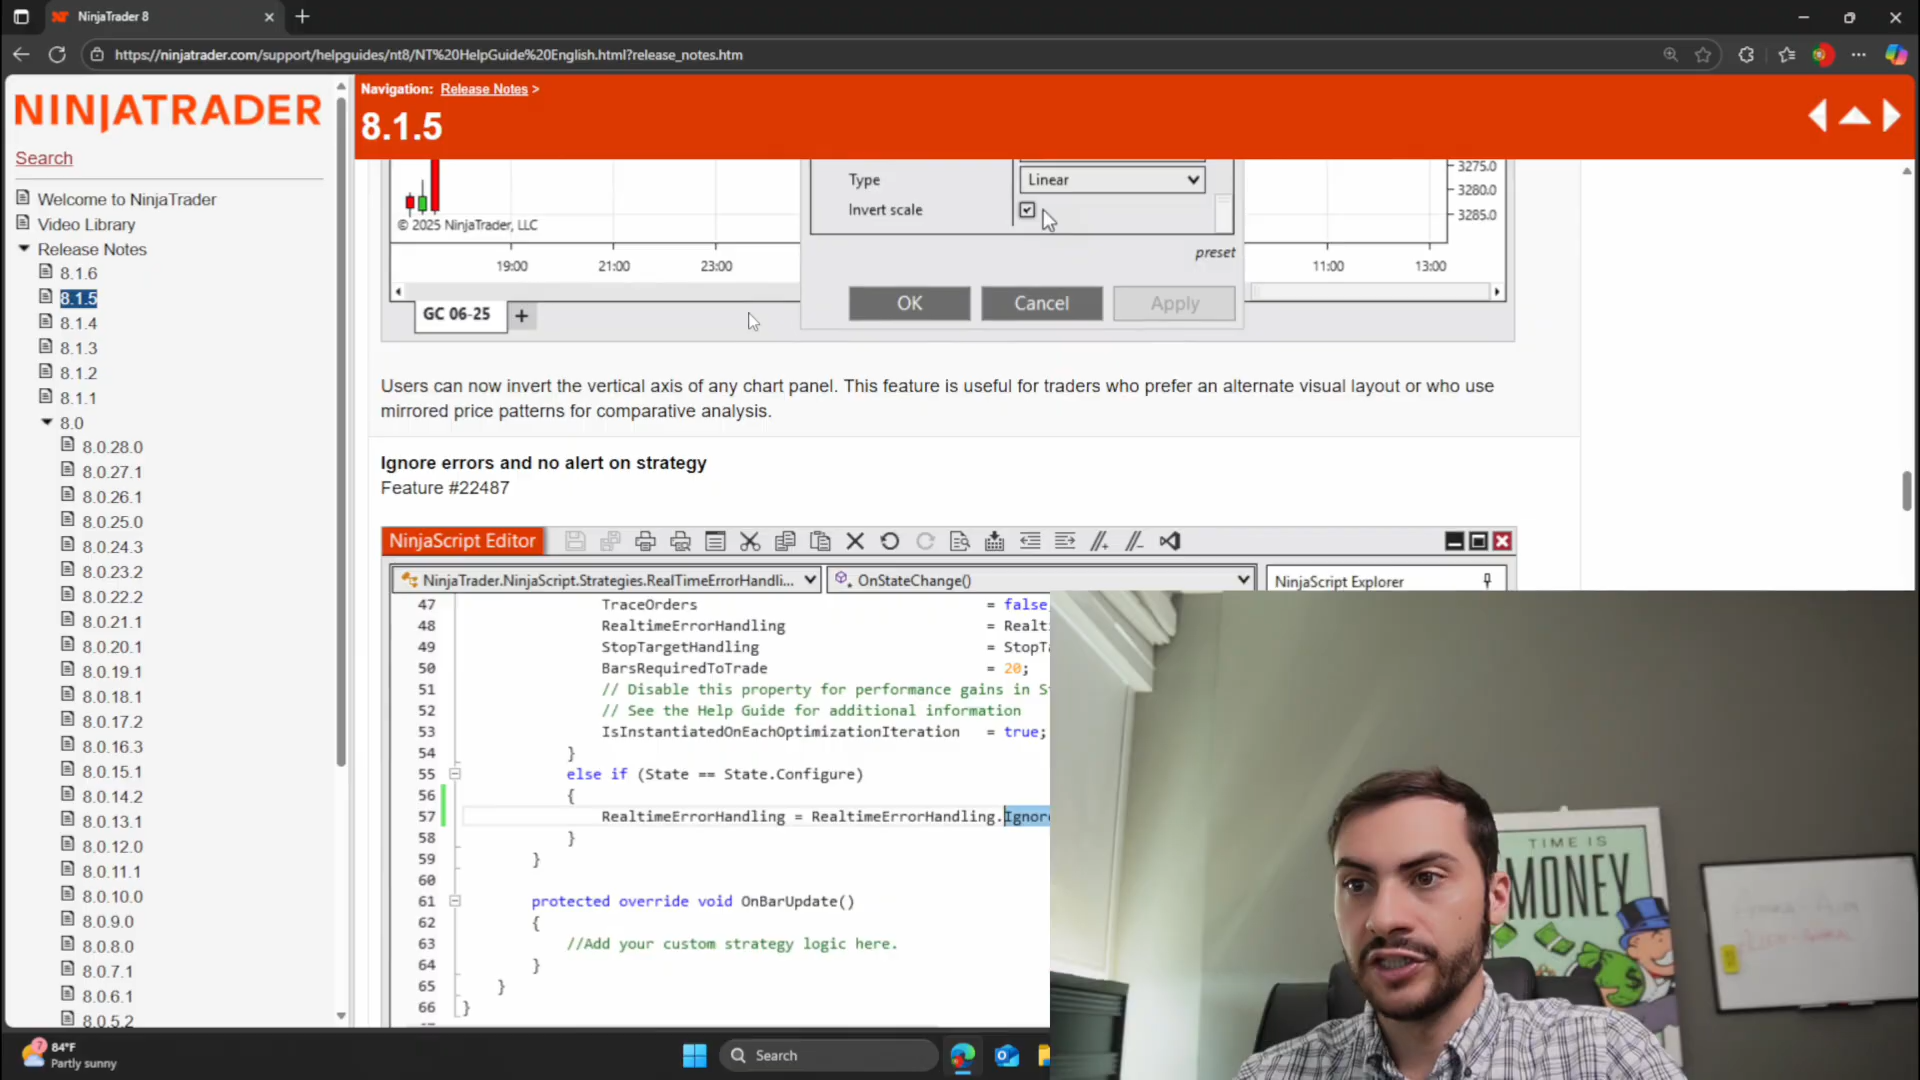 NinjaTrader 8
https://ninjatrader.com/support/helpguides/nt8/NT%20HelpGuide%20English.html?release_notes.htm
NINJATRADER
Search
Welcome to NinjaTrader
Video Library
Release Notes
8.1.6
8.1.5
8.1.4
8.1.3
8.1.2
8.1.1
8.0
8.0.28.0
8.0.27.1
8.0.26.1
8.0.25.0
8.0.24.3
8.0.23.2
8.0.22.2
8.0.21.1
8.0.20.1
8.0.19.1
8.0.18.1
8.0.17.2
8.0.16.3
8.0.15.1
8.0.14.2
8.0.13.1
8.0.12.0
8.0.11.1
8.0.10.0
8.0.9.0
8.0.8.0
8.0.7.1
8.0.6.1
8.0.5.2
Navigation: Release Notes >
8.1.5
Type Linear
Invert scale
preset
OK Cancel Apply
3275.0
3280.0
3285.0
© 2025 NinjaTrader, LLC
19:00 21:00 23:00 11:00 13:00
GC 06-25 +
Users can now invert the vertical axis of any chart panel. This feature is useful for traders who prefer an alternate visual layout or who use
mirrored price patterns for comparative analysis.
Ignore errors and no alert on strategy
Feature #22487
NinjaScript Editor
NinjaTrader.NinjaScript.Strategies.RealTimeErrorHandli... OnStateChange() NinjaScript Explorer
47 TraceOrders = false
48 RealtimeErrorHandling = Realt
49 StopTargetHandling = StopT
50 BarsRequiredToTrade = 20;
51 // Disable this property for performance gains in S
52 // See the Help Guide for additional information
53 IsInstantiatedOnEachOptimizationIteration = true;
54 }
55 else if (State == State.Configure)
56 {
57 RealtimeErrorHandling = RealtimeErrorHandling.Ignore
58 }
59 }
60
61 protected override void OnBarUpdate()
62 {
63 //Add your custom strategy logic here.
64 }
65 }
66 }
TIME IS
MONEY
7
84°F
Partly sunny
Search